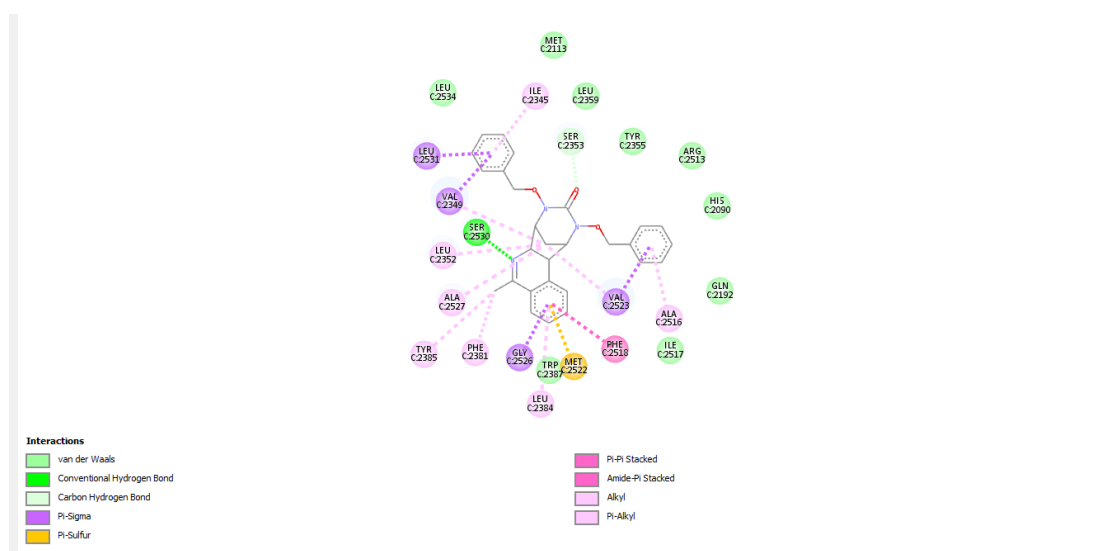 MET
C:2113
LEU
C:2534
ILE
C:2345
LEU
C:2359
SER
C:2353
TYR
C:2355
LEU
C:2531
ARG
C:2513
VAL
C:2349
HIS
C:2090
SER
C:2530
O
O
N
N
O
LEU
C:2352
N
GLN
C:2192
ALA
C:2527
VAL
C:2523
ALA
C:2516
TYR
C:2385
PHE
C:2381
GLY
C:2526
TRP
C:2387
MET
C:2522
PHE
C:2518
ILE
C:2517
LEU
C:2384
Interactions
van der Waals
Conventional Hydrogen Bond
Carbon Hydrogen Bond
Pi-Sigma
Pi-Sulfur
Pi-Pi Stacked
Amide-Pi Stacked
Alkyl
Pi-Alkyl